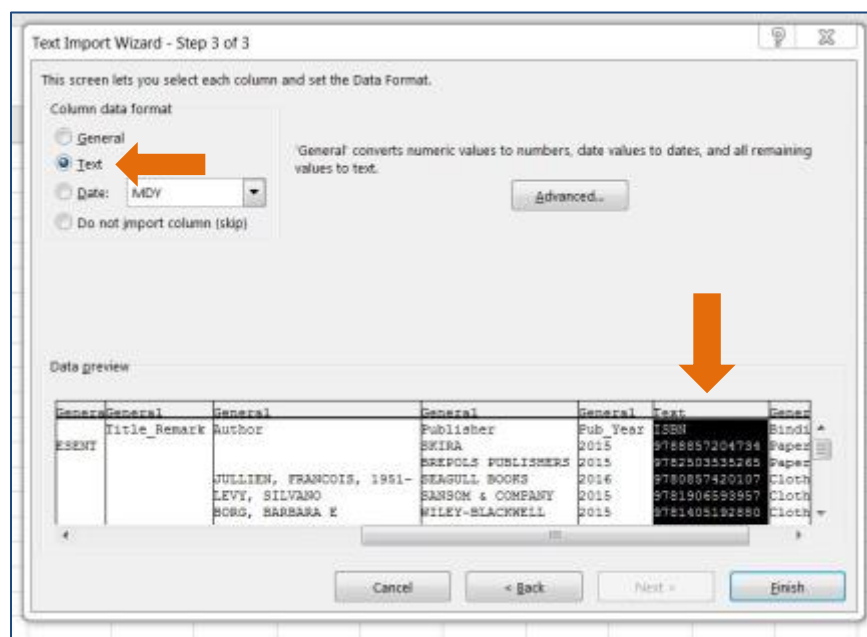 Text Import Wizard - Step 3 of 3
This screen lets you select each column and set the Data Format.
Column data format
General
Text
Date: MDY
Do not import column (skip)
'General' converts numeric values to numbers, date values to dates, and all remaining
values to text.
Advanced...
Data preview
Genera General General General General Text Gener
Title_Remark Author Publisher Pub_Year ISBN Bindi
ESENT SKIRA 2015 9788857204734 Paper
BREPOLS PUBLISHERS 2015 9782503535265 Paper
JULLIEN, FRANCOIS, 1951- SEAGULL BOOKS 2016 9780857420107 Cloth
LEVY, SILVANO SANSOM & COMPANY 2015 9781906593957 Cloth
BORG, BARBARA E WILEY-BLACKWELL 2015 9781405192880 Cloth
Cancel
< Back
Next >
Finish